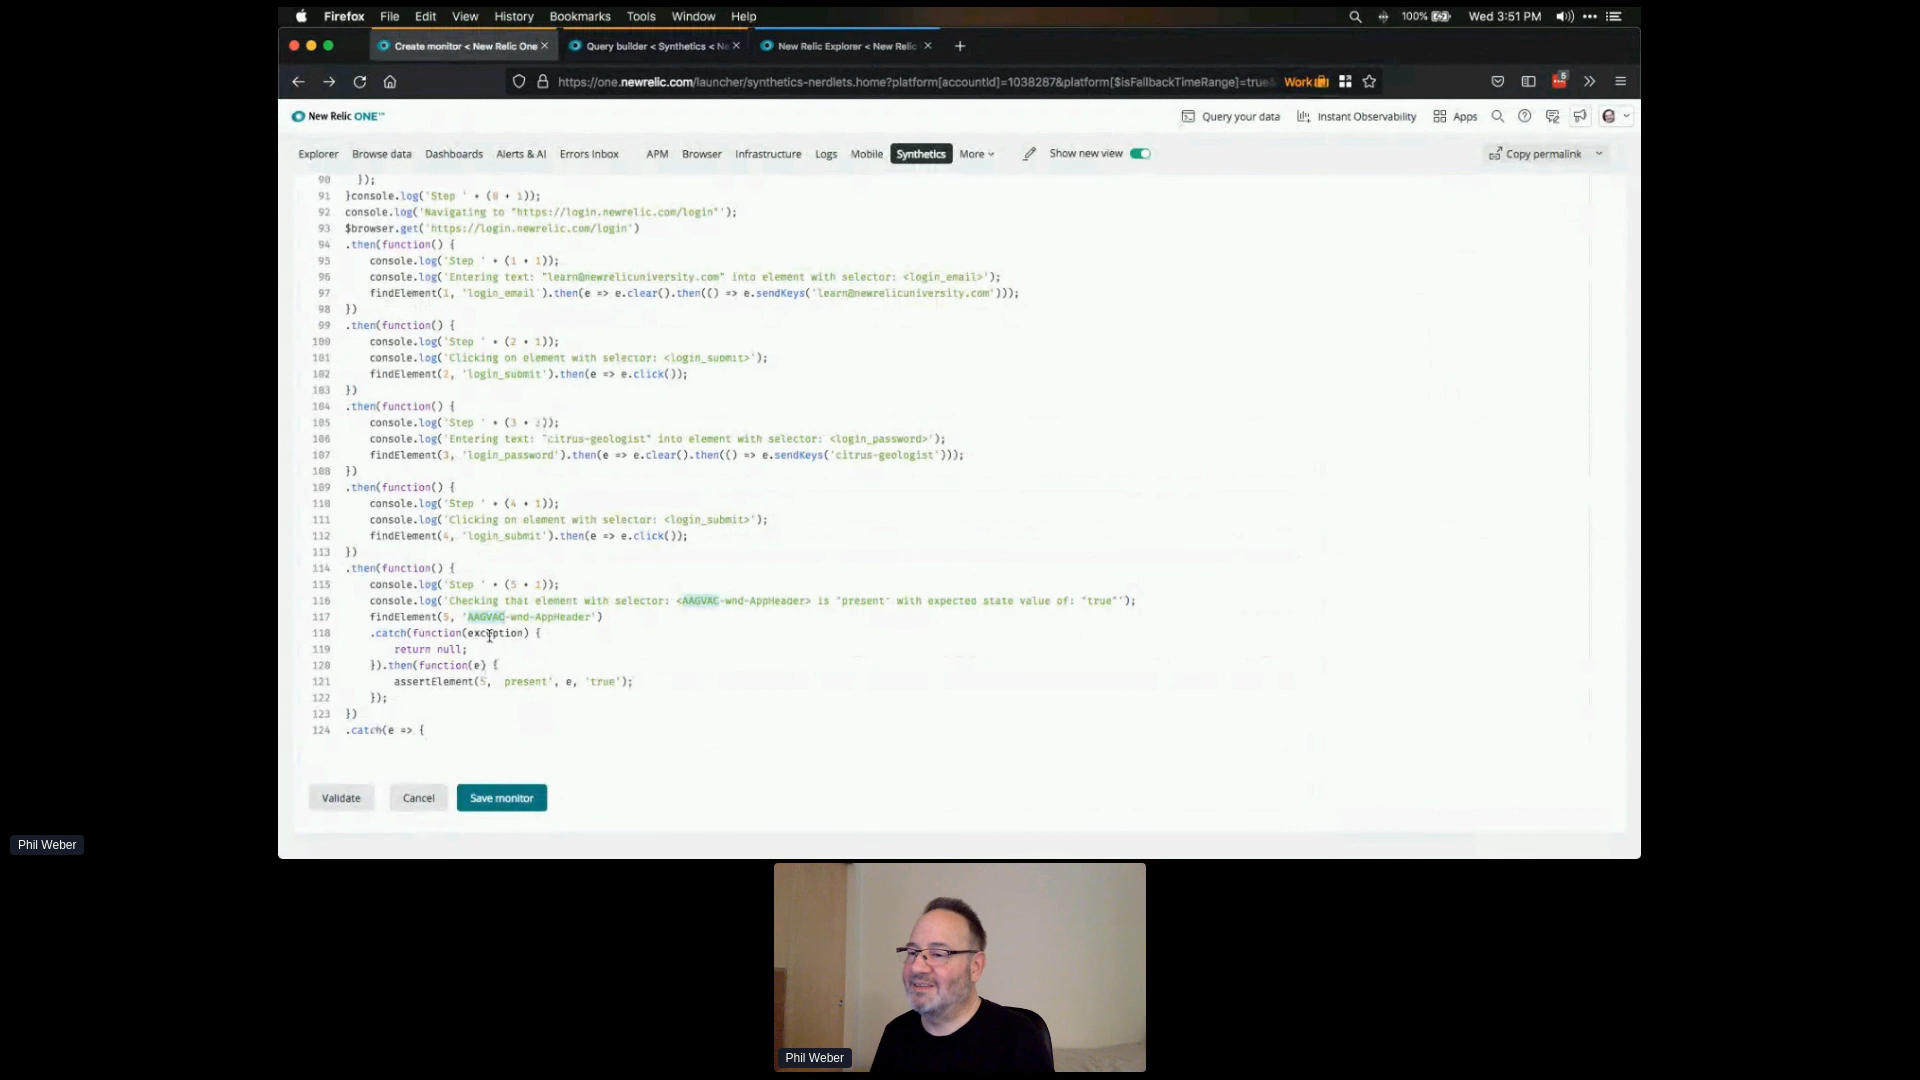 Firefox File Edit View History Bookmarks Tools Window Help 100% Wed 3:51 PM
Create monitor < New Relic One Query builder < Synthetics < Ne New Relic Explorer < New Relic
https://one.newrelic.com/launcher/synthetics-nerdlets.home?platform[accountId]=1038287&platform[$isFallbackTimeRange]=true& Work 5
New Relic ONE™ Query your data Instant Observability Apps
Explorer Browse data Dashboards Alerts & AI Errors Inbox APM Browser Infrastructure Logs Mobile Synthetics More Show new view Copy permalink
90 });
91 }console.log('Step ' + (0 + 1));
92 console.log('Navigating to "https://login.newrelic.com/login"');
93 $browser.get('https://login.newrelic.com/login')
94 .then(function() {
95 console.log('Step ' + (1 + 1));
96 console.log('Entering text: "learn@newrelicuniversity.com" into element with selector: <login_email>');
97 findElement(1, 'login_email').then(e => e.clear().then(() => e.sendKeys('learn@newrelicuniversity.com')));
98 })
99 .then(function() {
100 console.log('Step ' + (2 + 1));
101 console.log('Clicking on element with selector: <login_submit>');
102 findElement(2, 'login_submit').then(e => e.click());
103 })
104 .then(function() {
105 console.log('Step ' + (3 + 1));
106 console.log('Entering text: "citrus-geologist" into element with selector: <login_password>');
107 findElement(3, 'login_password').then(e => e.clear().then(() => e.sendKeys('citrus-geologist')));
108 })
109 .then(function() {
110 console.log('Step ' + (4 + 1));
111 console.log('Clicking on element with selector: <login_submit>');
112 findElement(4, 'login_submit').then(e => e.click());
113 })
114 .then(function() {
115 console.log('Step ' + (5 + 1));
116 console.log('Checking that element with selector: <AAGVAC-wnd-AppHeader> is "present" with expected state value of: "true"');
117 findElement(5, 'AAGVAC-wnd-AppHeader')
118 .catch(function(exception) {
119 return null;
120 }).then(function(e) {
121 assertElement(5, 'present', e, 'true');
122 });
123 })
124 .catch(e => {
Validate Cancel Save monitor
Phil Weber
Phil Weber